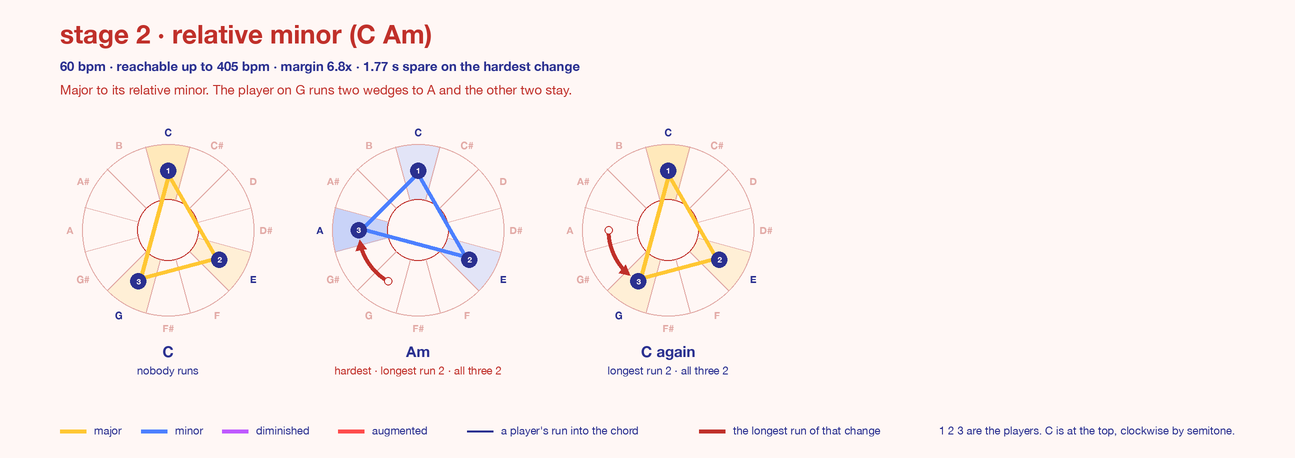 stage 2 · relative minor (C Am)
60 bpm · reachable up to 405 bpm · margin 6.8x · 1.77 s spare on the hardest change
Major to its relative minor. The player on G runs two wedges to A and the other two stay.
C
B
C#
A#
D
A
D#
G#
E
G
F
F#
1
2
3
C
nobody runs
C
B
C#
A#
D
A
D#
G#
E
G
F
F#
1
3
2
Am
hardest · longest run 2 · all three 2
C
B
C#
A#
D
A
D#
G#
E
G
F
F#
1
2
3
C again
longest run 2 · all three 2
major
minor
diminished
augmented
a player's run into the chord
the longest run of that change
1 2 3 are the players. C is at the top, clockwise by semitone.